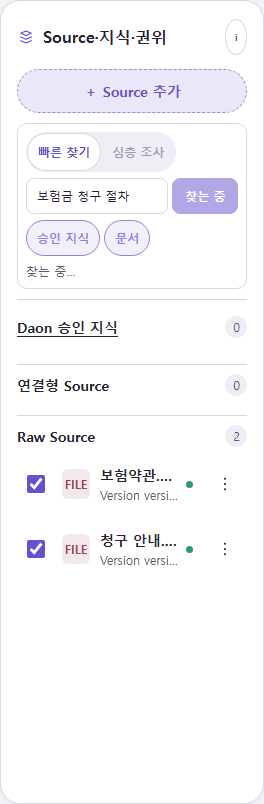 Source·지식·권위
i
+ Source 추가
빠른 찾기 심층 조사
보험금 청구 절차 찾는 중
승인 지식 문서
찾는 중...
Daon 승인 지식 0
연결형 Source 0
Raw Source 2
FILE 보험약관.... ⋮
Version versi...
FILE 청구 안내.... ⋮
Version versi...